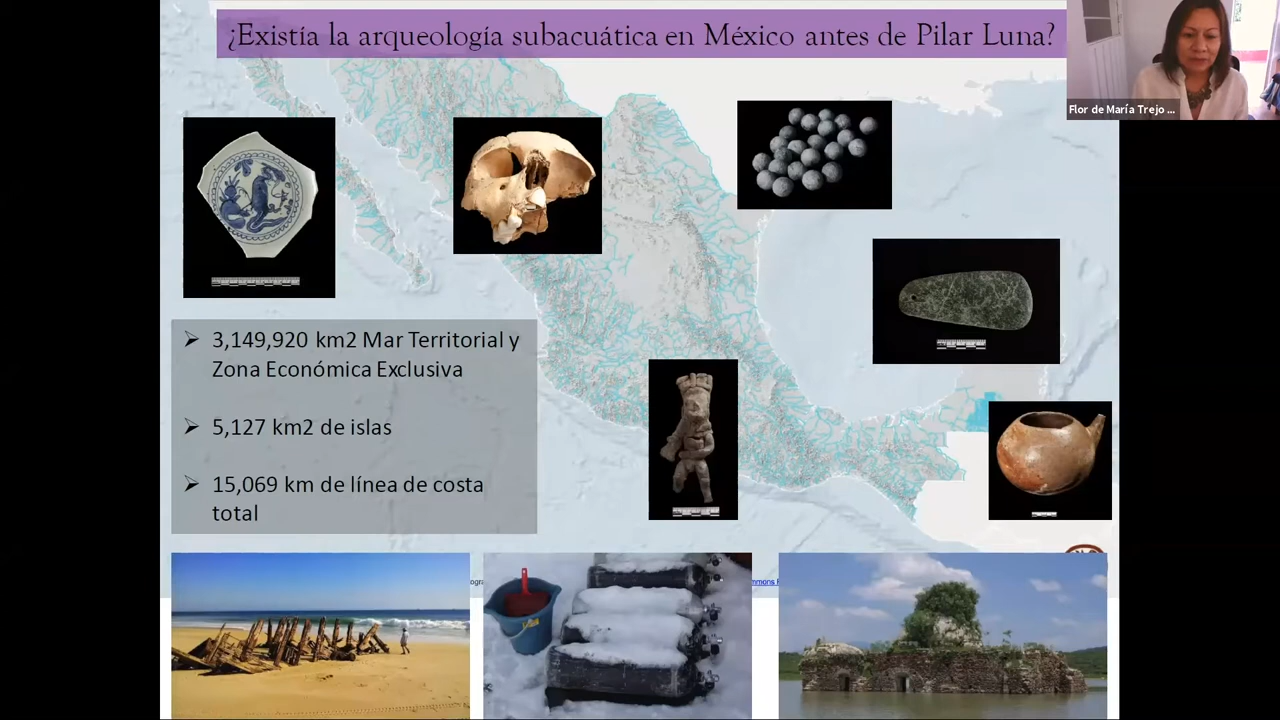 ¿Existía la arqueología subacuática en México antes de Pilar Luna?
Flor de María Trejo ...
➢ 3,149,920 km2 Mar Territorial y
Zona Económica Exclusiva
➢ 5,127 km2 de islas
➢ 15,069 km de línea de costa
total